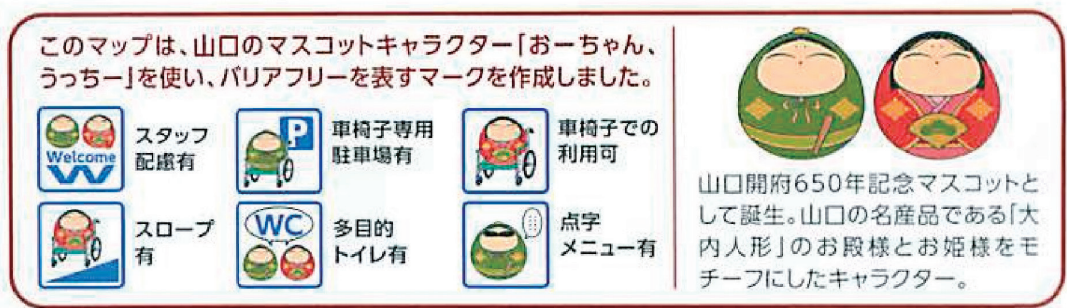 このマップは、山口のマスコットキャラクター「おーちゃん、
うっちー」を使い、バリアフリーを表すマークを作成しました。
Welcome
スタッフ
配慮有
P
車椅子専用
駐車場有
車椅子での
利用可
スロープ
有
WC
多目的
トイレ有
点字
メニュー有
山口開府650年記念マスコットと
して誕生。山口の名産品である「大
内人形」のお殿様とお姫様をモ
チーフにしたキャラクター。